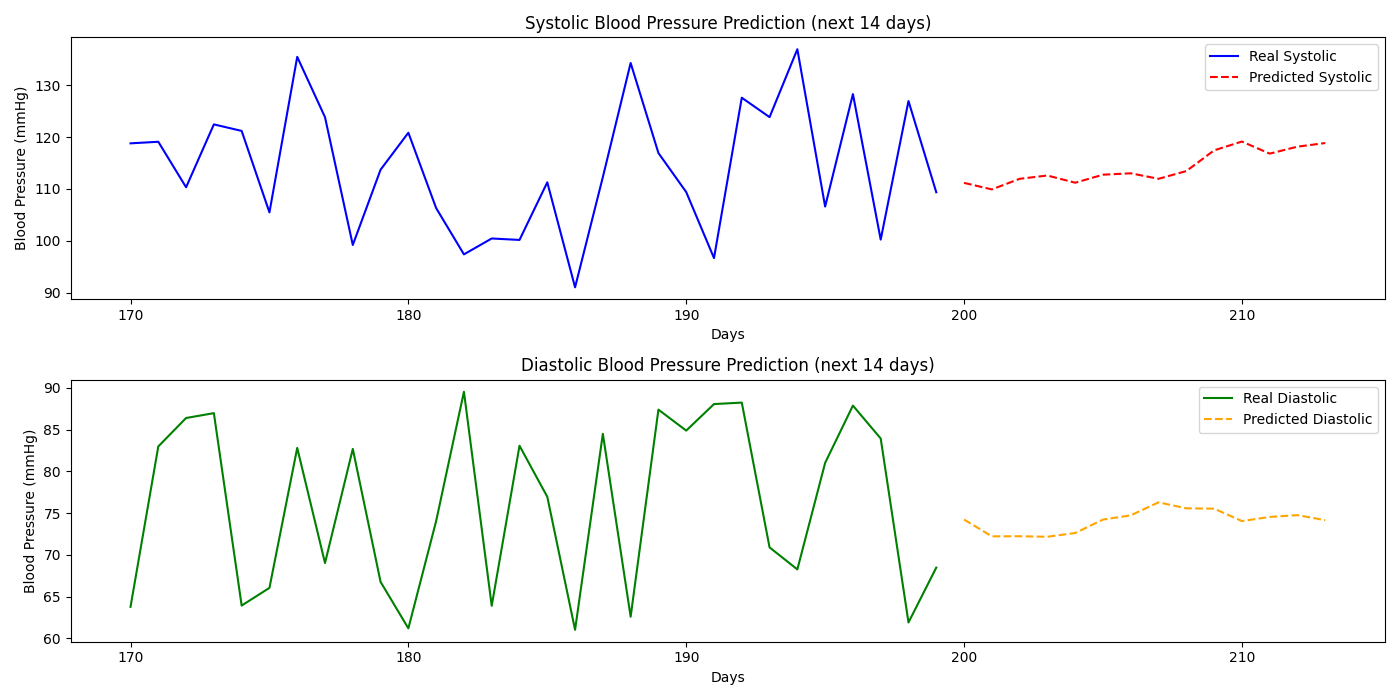 Systolic Blood Pressure Prediction (next 14 days)
Blood Pressure (mmHg)
130
120
110
100
90
Real Systolic
Predicted Systolic
170 180 190 200 210
Days
Diastolic Blood Pressure Prediction (next 14 days)
Blood Pressure (mmHg)
90
85
80
75
70
65
60
Real Diastolic
Predicted Diastolic
170 180 190 200 210
Days